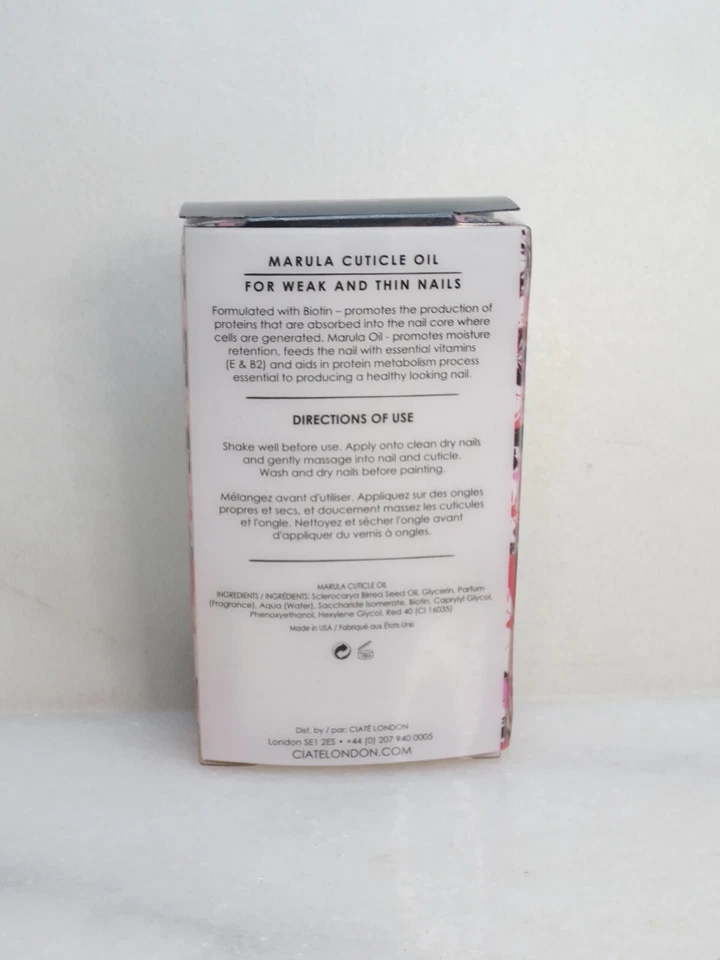 MARULA CUTICLE OIL
FOR WEAK AND THIN NAILS
Formulated with Biotin – promotes the production of
proteins that are absorbed into the nail core where
cells are generated. Marula Oil - promotes moisture
retention, feeds the nail with essential vitamins
(E & B2) and aids in protein metabolism process
essential to producing a healthy looking nail.
DIRECTIONS OF USE
Shake well before use. Apply onto clean dry nails
and gently massage into nail and cuticle.
Wash and dry nails before painting.
Mélangez avant d'utiliser. Appliquez sur des ongles
propres et secs, et doucement massez les cuticules
et l'ongle. Nettoyez et sécher l'ongle avant
d'appliquer du vernis à ongles.
MARULA CUTICLE OIL
INGREDIENTS / INGRÉDIENTS: Sclerocarya Birrea Seed Oil, Glycerin, Parfum
(Fragrance), Aqua (Water), Saccharide Isomerate, Biotin, Caprylyl Glycol,
Phenoxyethanol, Hexylene Glycol, Red 40 (CI 16035)
Made in USA / Fabriqué aux États-Unis
Dist. by / par: CIATÉ LONDON
London SE1 2ES • +44 (0) 207 940 0005
CIATELONDON.COM